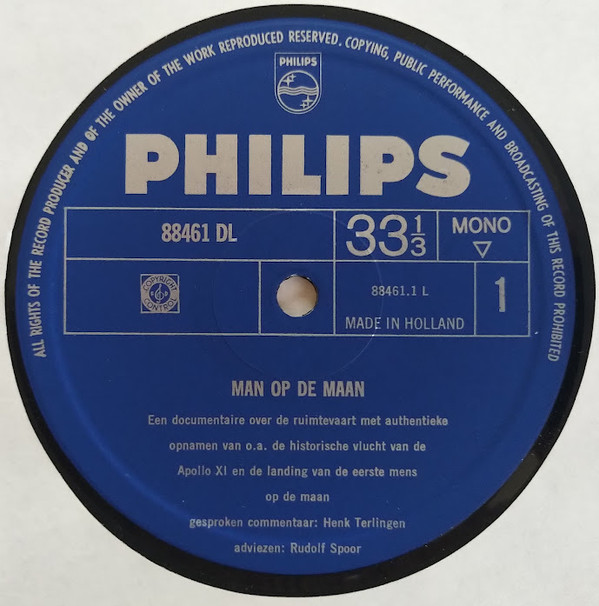 ALL RIGHTS OF THE RECORD PRODUCER AND OF THE OWNER OF THE WORK REPRODUCED RESERVED. COPYING, PUBLIC PERFORMANCE AND BROADCASTING OF THIS RECORD PROHIBITED
PHILIPS
PHILIPS
88461 DL
33 1/3
MONO
COPYRIGHT
CONTROL
88461.1 L
1
MADE IN HOLLAND
MAN OP DE MAAN
Een documentaire over de ruimtevaart met authentieke
opnamen van o.a. de historische vlucht van de
Apollo XI en de landing van de eerste mens
op de maan
gesproken commentaar: Henk Terlingen
adviezen: Rudolf Spoor